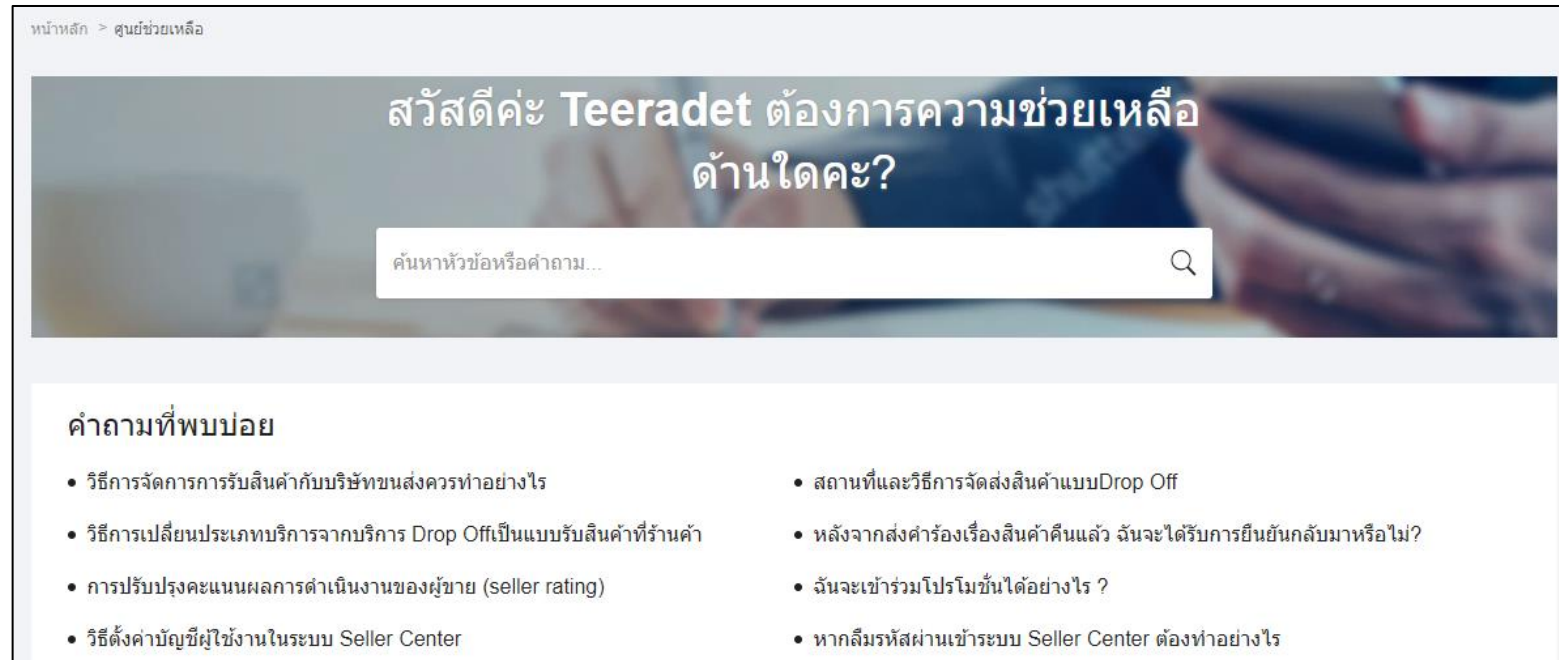 หน้าหลัก > ศูนย์ช่วยเหลือ
สวัสดีค่ะ Teeradet ต้องการความช่วยเหลือ
ด้านใดคะ?
ค้นหาหัวข้อหรือคำถาม...
คำถามที่พบบ่อย
• วิธีการจัดการการรับสินค้ากับบริษัทขนส่งควรทำอย่างไร
• สถานที่และวิธีการจัดส่งสินค้าแบบDrop Off
• วิธีการเปลี่ยนประเภทบริการจากบริการ Drop Offเป็นแบบรับสินค้าที่ร้านค้า
• หลังจากส่งคำร้องเรื่องสินค้าคืนแล้ว ฉันจะได้รับการยืนยันกลับมาหรือไม่?
• การปรับปรุงคะแนนผลการดำเนินงานของผู้ขาย (seller rating)
• ฉันจะเข้าร่วมโปรโมชั่นได้อย่างไร ?
• วิธีตั้งค่าบัญชีผู้ใช้งานในระบบ Seller Center
• หากลืมรหัสผ่านเข้าระบบ Seller Center ต้องทำอย่างไร